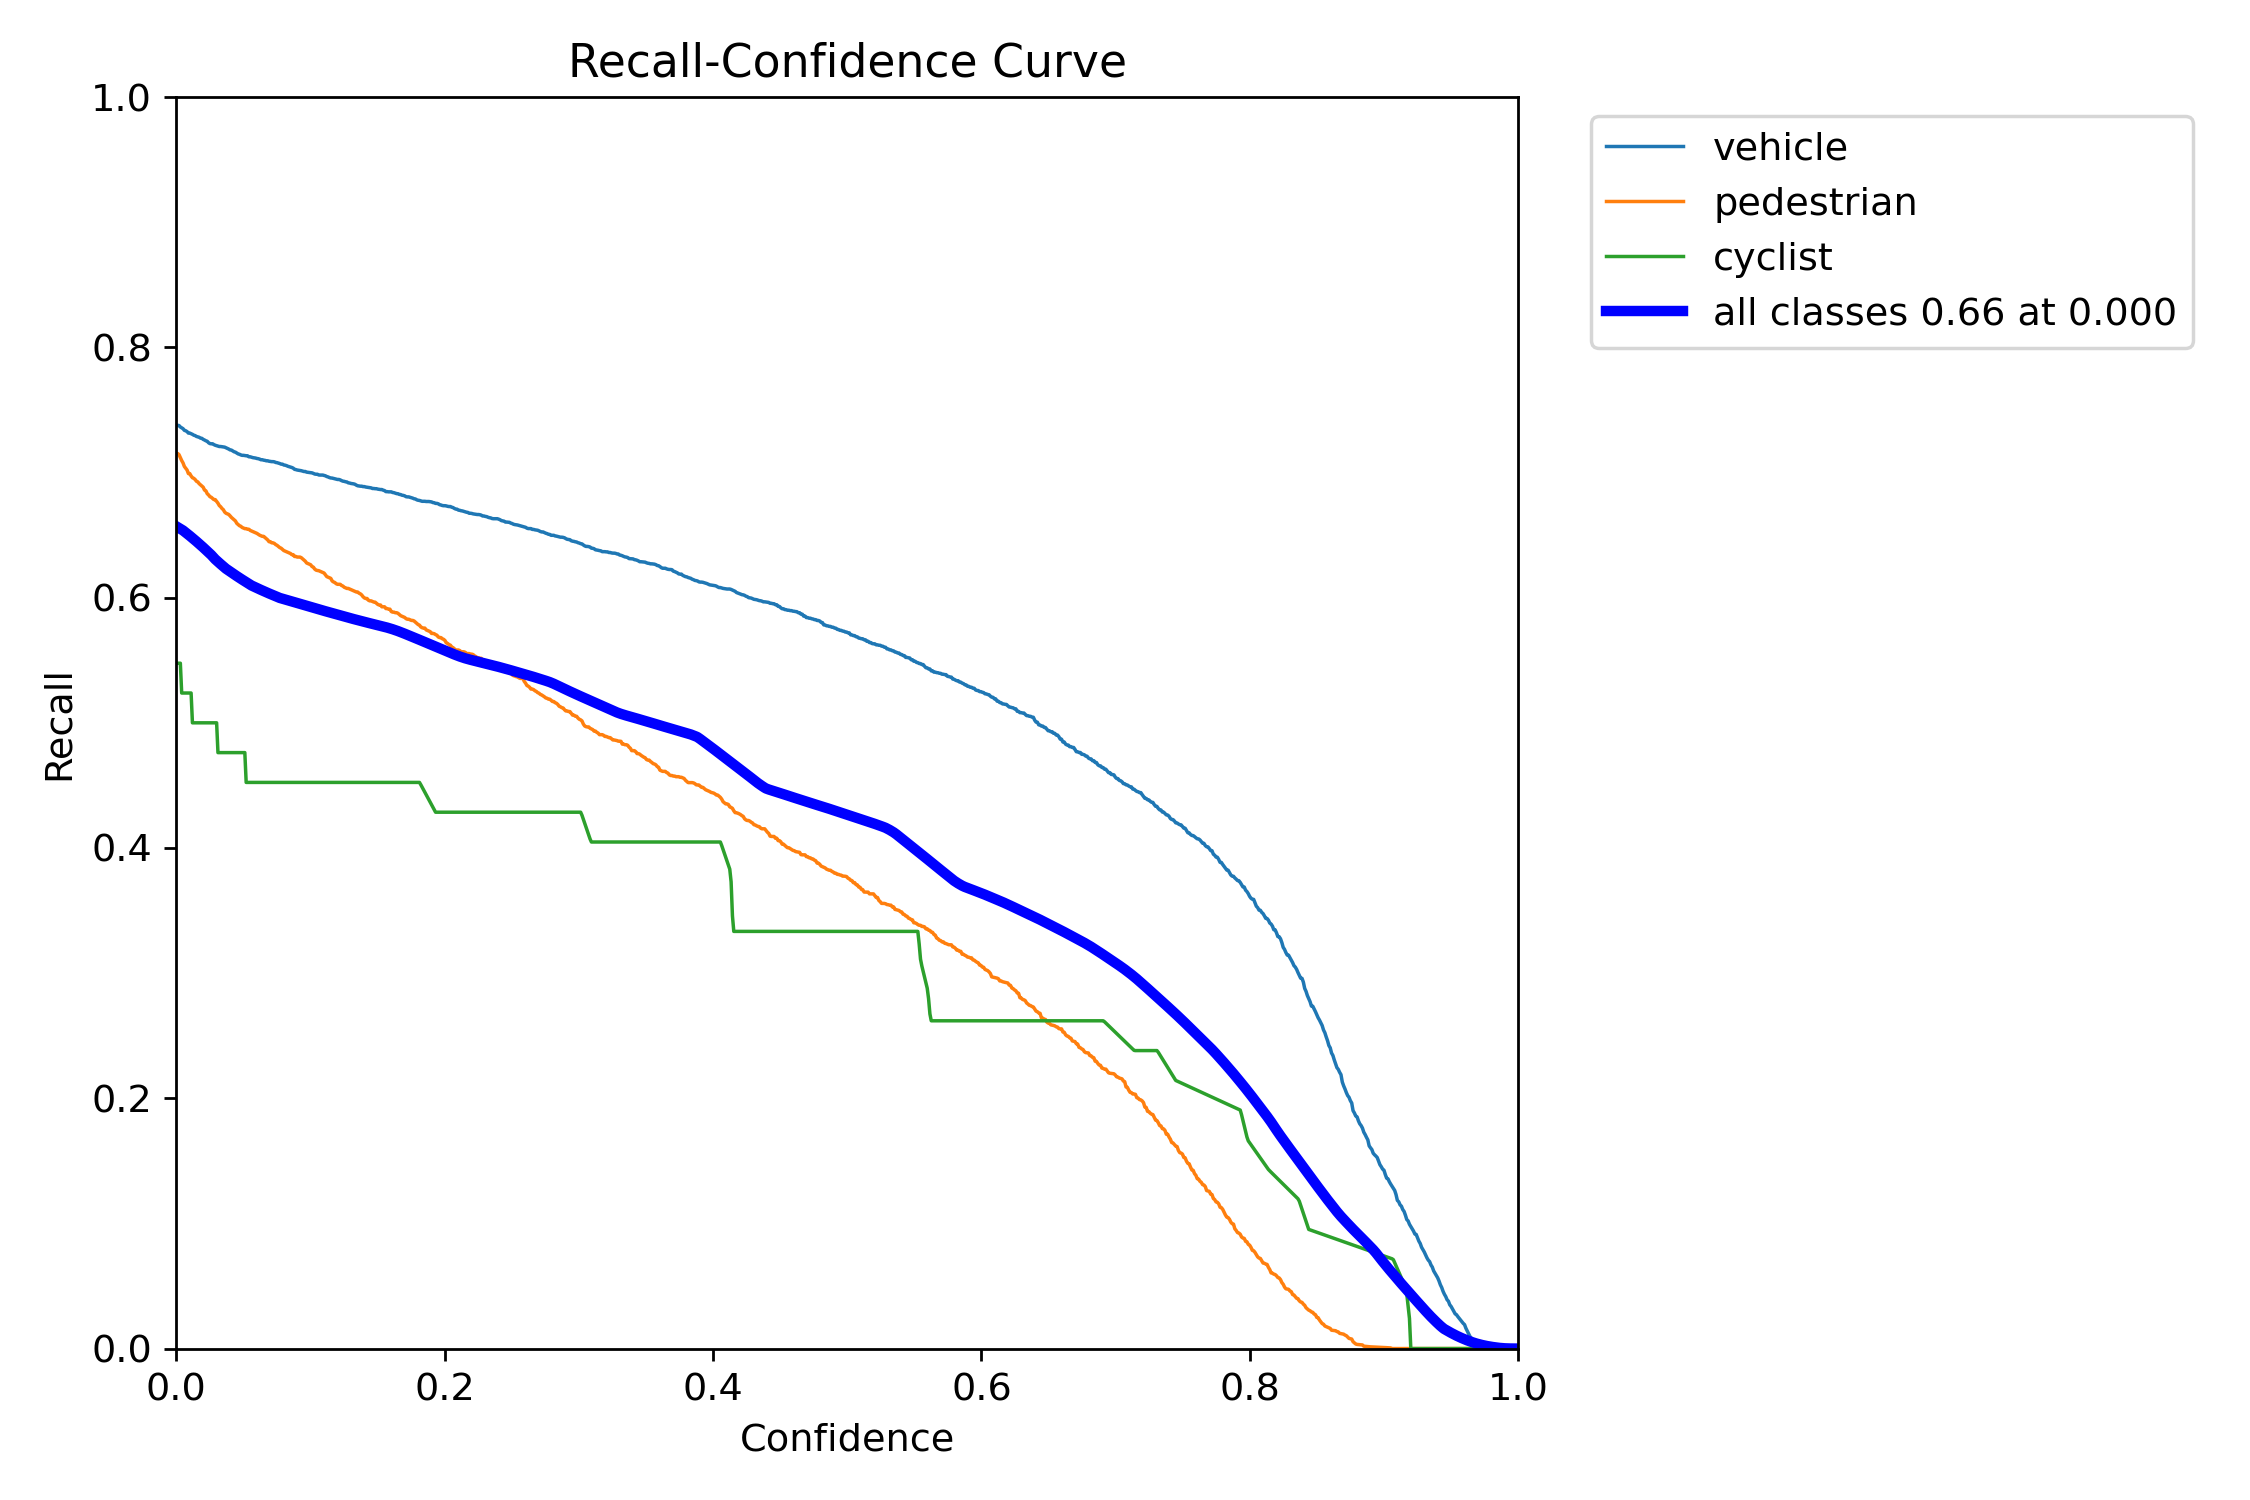 Recall-Confidence Curve
1.0
0.8
0.6
0.4
0.2
0.0
Recall
0.0 0.2 0.4 0.6 0.8 1.0
Confidence
vehicle
pedestrian
cyclist
all classes 0.66 at 0.000